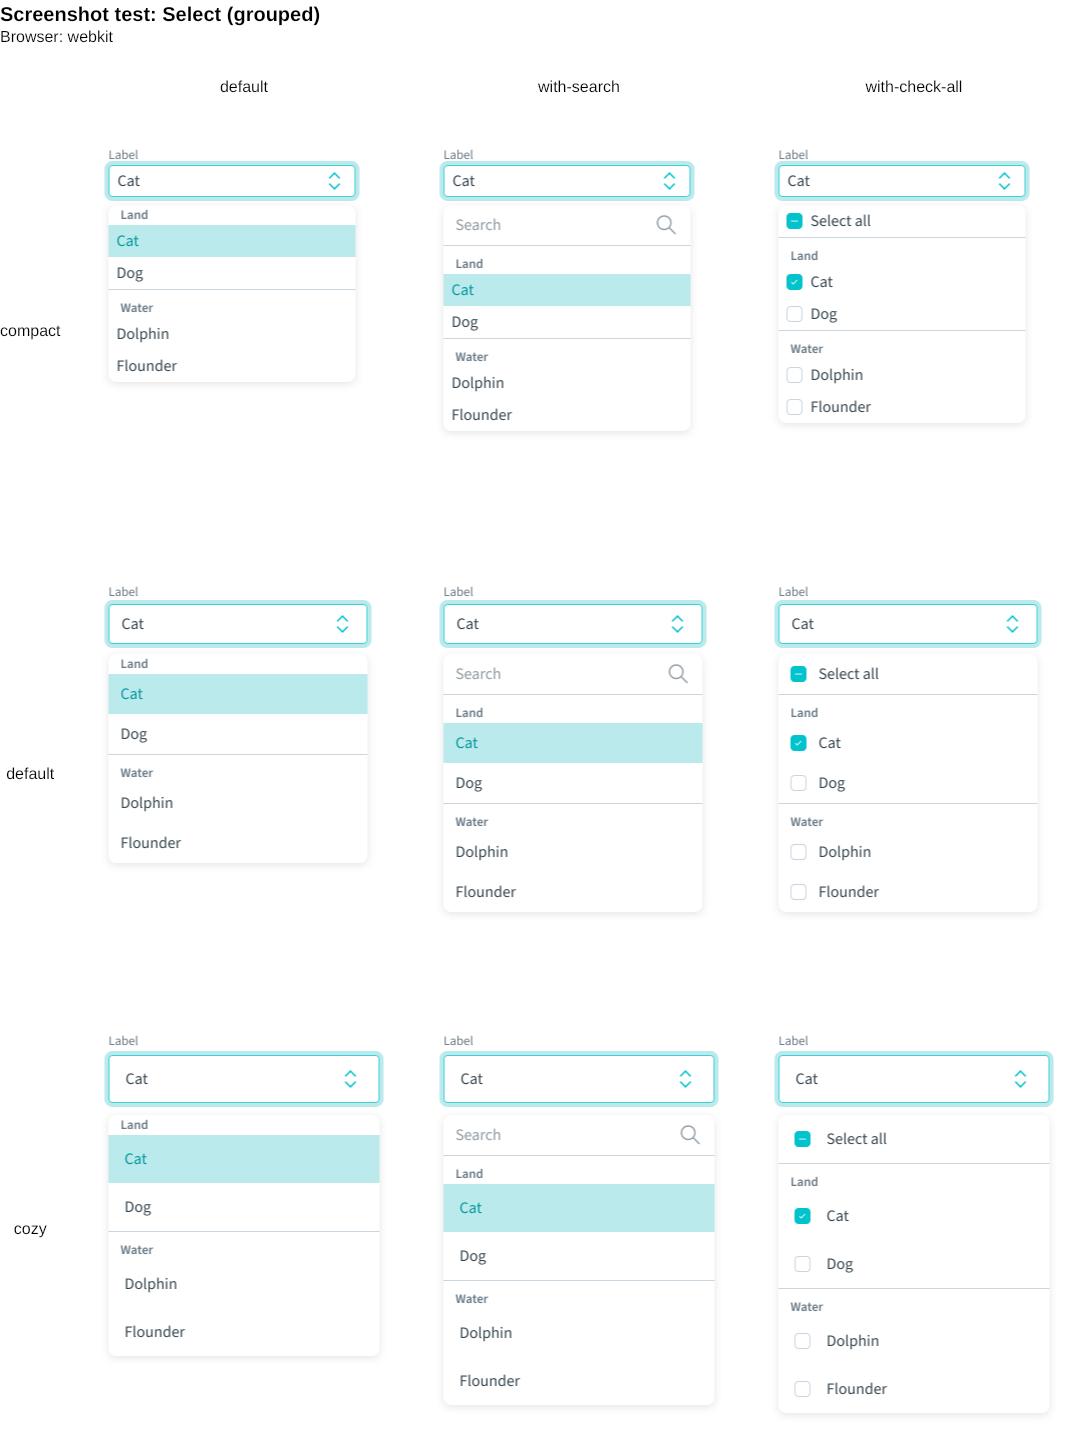 Screenshot test: Select (grouped)
Browser: webkit
default
with-search
with-check-all
compact
Label
Cat
Land
Cat
Dog
Water
Dolphin
Flounder
Label
Cat
Search
Land
Cat
Dog
Water
Dolphin
Flounder
Label
Cat
Select all
Land
Cat
Dog
Water
Dolphin
Flounder
default
Label
Cat
Land
Cat
Dog
Water
Dolphin
Flounder
Label
Cat
Search
Land
Cat
Dog
Water
Dolphin
Flounder
Label
Cat
Select all
Land
Cat
Dog
Water
Dolphin
Flounder
cozy
Label
Cat
Land
Cat
Dog
Water
Dolphin
Flounder
Label
Cat
Search
Land
Cat
Dog
Water
Dolphin
Flounder
Label
Cat
Select all
Land
Cat
Dog
Water
Dolphin
Flounder